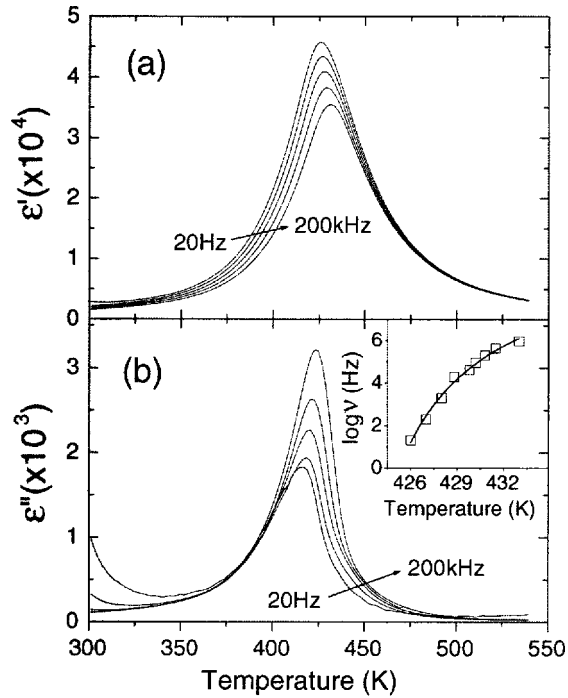 (a)
ε'(x10⁴)
5
4
3
2
1
0
20Hz
200kHz
(b)
ε''(x10³)
3
2
1
0
logν (Hz)
6
4
2
0
426 429 432
Temperature (K)
200kHz
20Hz
300 350 400 450 500 550
Temperature (K)